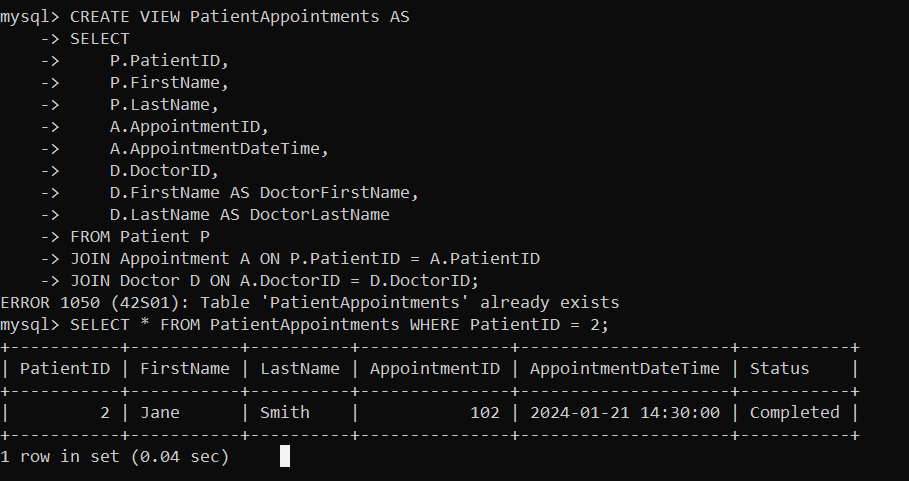 mysql> CREATE VIEW PatientAppointments AS
    -> SELECT
    ->     P.PatientID,
    ->     P.FirstName,
    ->     P.LastName,
    ->     A.AppointmentID,
    ->     A.AppointmentDateTime,
    ->     D.DoctorID,
    ->     D.FirstName AS DoctorFirstName,
    ->     D.LastName AS DoctorLastName
    -> FROM Patient P
    -> JOIN Appointment A ON P.PatientID = A.PatientID
    -> JOIN Doctor D ON A.DoctorID = D.DoctorID;
ERROR 1050 (42S01): Table 'PatientAppointments' already exists
mysql> SELECT * FROM PatientAppointments WHERE PatientID = 2;
+-----------+-----------+----------+---------------+---------------------+-----------+
| PatientID | FirstName | LastName | AppointmentID | AppointmentDateTime | Status    |
+-----------+-----------+----------+---------------+---------------------+-----------+
|         2 | Jane      | Smith    |           102 | 2024-01-21 14:30:00 | Completed |
+-----------+-----------+----------+---------------+---------------------+-----------+
1 row in set (0.04 sec)